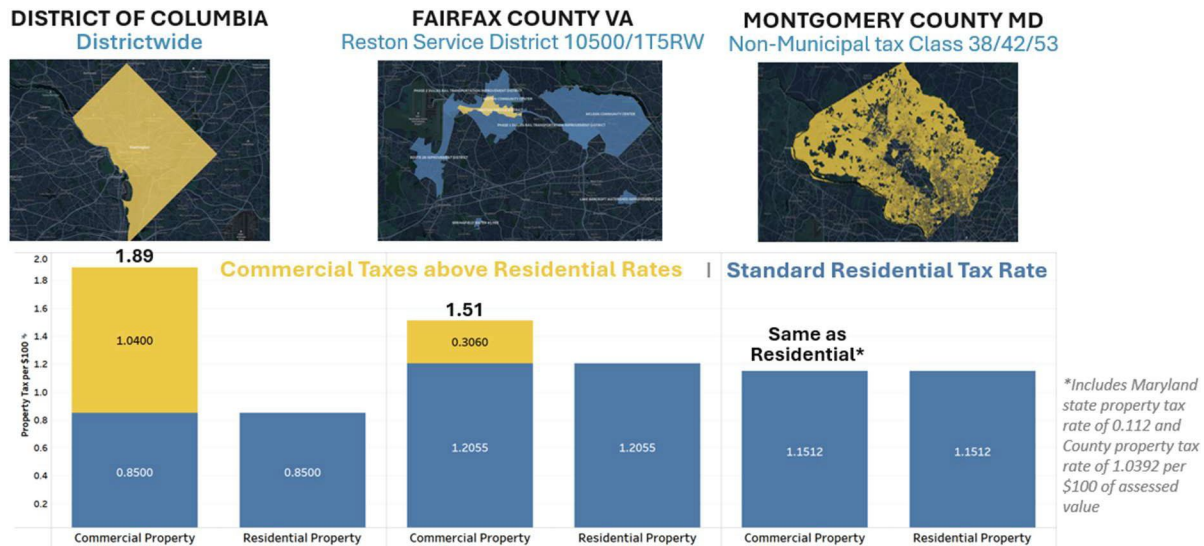 DISTRICT OF COLUMBIA
Districtwide
FAIRFAX COUNTY VA
Reston Service District 10500/1T5RW
MONTGOMERY COUNTY MD
Non-Municipal tax Class 38/42/53
Washington
MCLEAN COMMUNITY CENTER
Commercial Taxes above Residential Rates | Standard Residential Tax Rate
Property Tax per $100
2.0
1.8
1.6
1.4
1.2
1.0
0.8
0.6
0.4
0.2
1.89
1.0400
0.8500
0.8500
1.51
0.3060
1.2055
1.2055
Same as
Residential*
1.1512
1.1512
Commercial Property
Residential Property
Commercial Property
Residential Property
Commercial Property
Residential Property
*Includes Maryland
state property tax
rate of 0.112 and
County property tax
rate of 1.0392 per
$100 of assessed
value